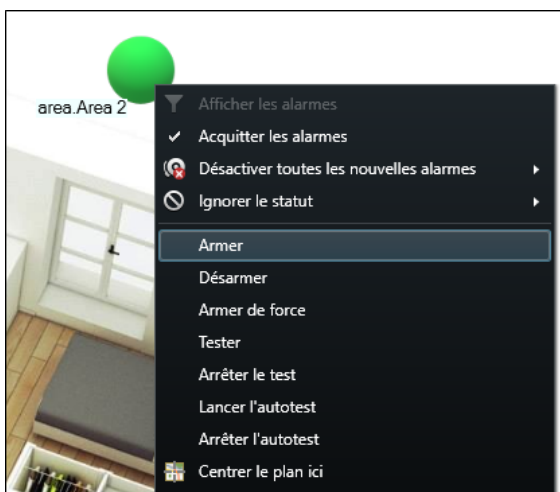 area.Area 2
Afficher les alarmes
Acquitter les alarmes
Désactiver toutes les nouvelles alarmes
Ignorer le statut
Armer
Désarmer
Armer de force
Tester
Arrêter le test
Lancer l'autotest
Arrêter l'autotest
Centrer le plan ici